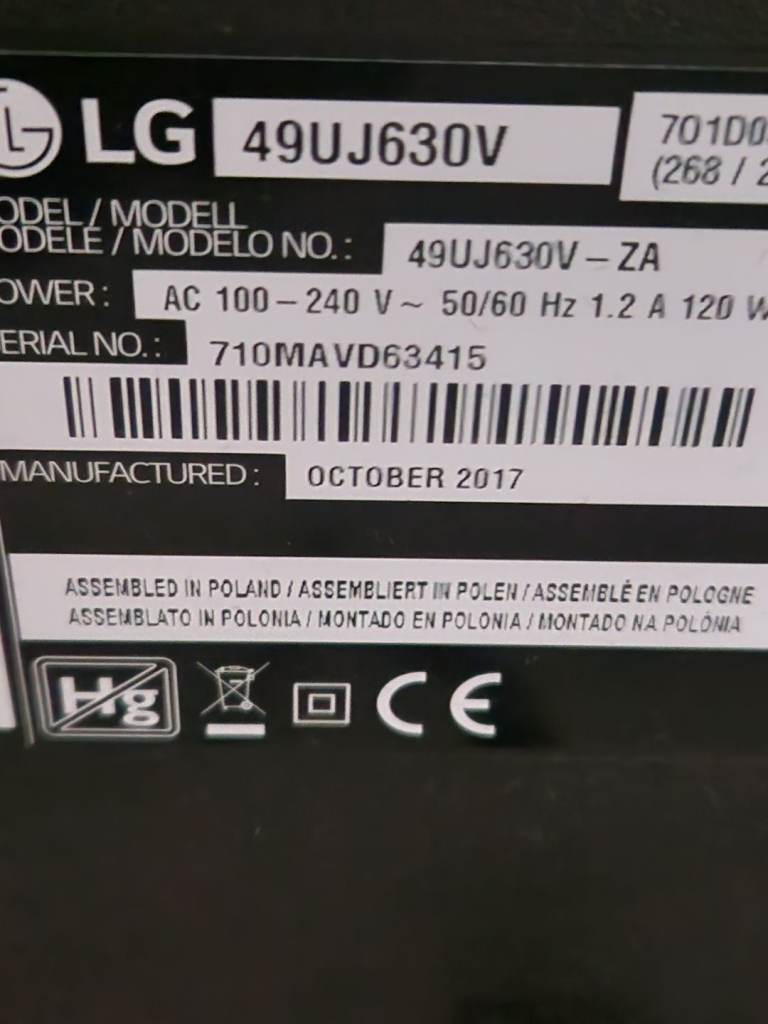 LG 49UJ630V 701D0
(268 / 2
ODEL / MODELL
ODÈLE / MODELO NO. : 49UJ630V – ZA
OWER : AC 100 – 240 V ~ 50/60 Hz 1.2 A 120 W
ERIAL NO. : 710MAVD63415
MANUFACTURED : OCTOBER 2017
ASSEMBLED IN POLAND / ASSEMBLIERT IN POLEN / ASSEMBLÉ EN POLOGNE
ASSEMBLATO IN POLONIA / MONTADO EN POLONIA / MONTADO NA POLÓNIA
Hg CE